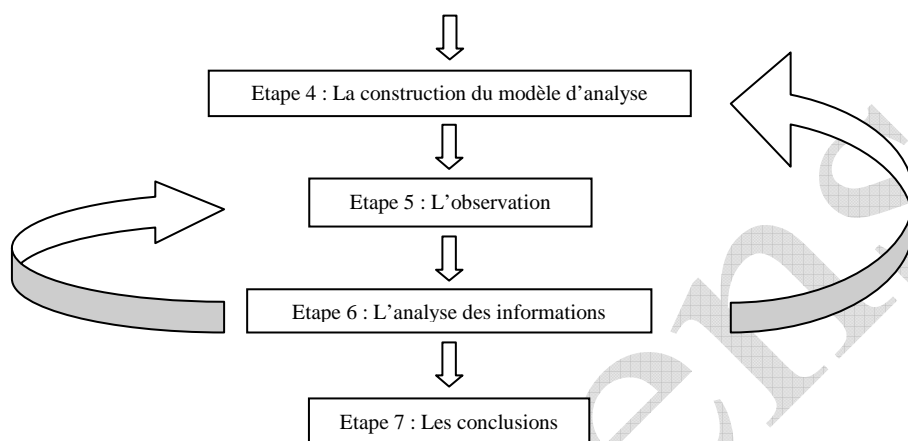 Etape 4 : La construction du modèle d'analyse
Etape 5 : L'observation
Etape 6 : L'analyse des informations
Etape 7 : Les conclusions